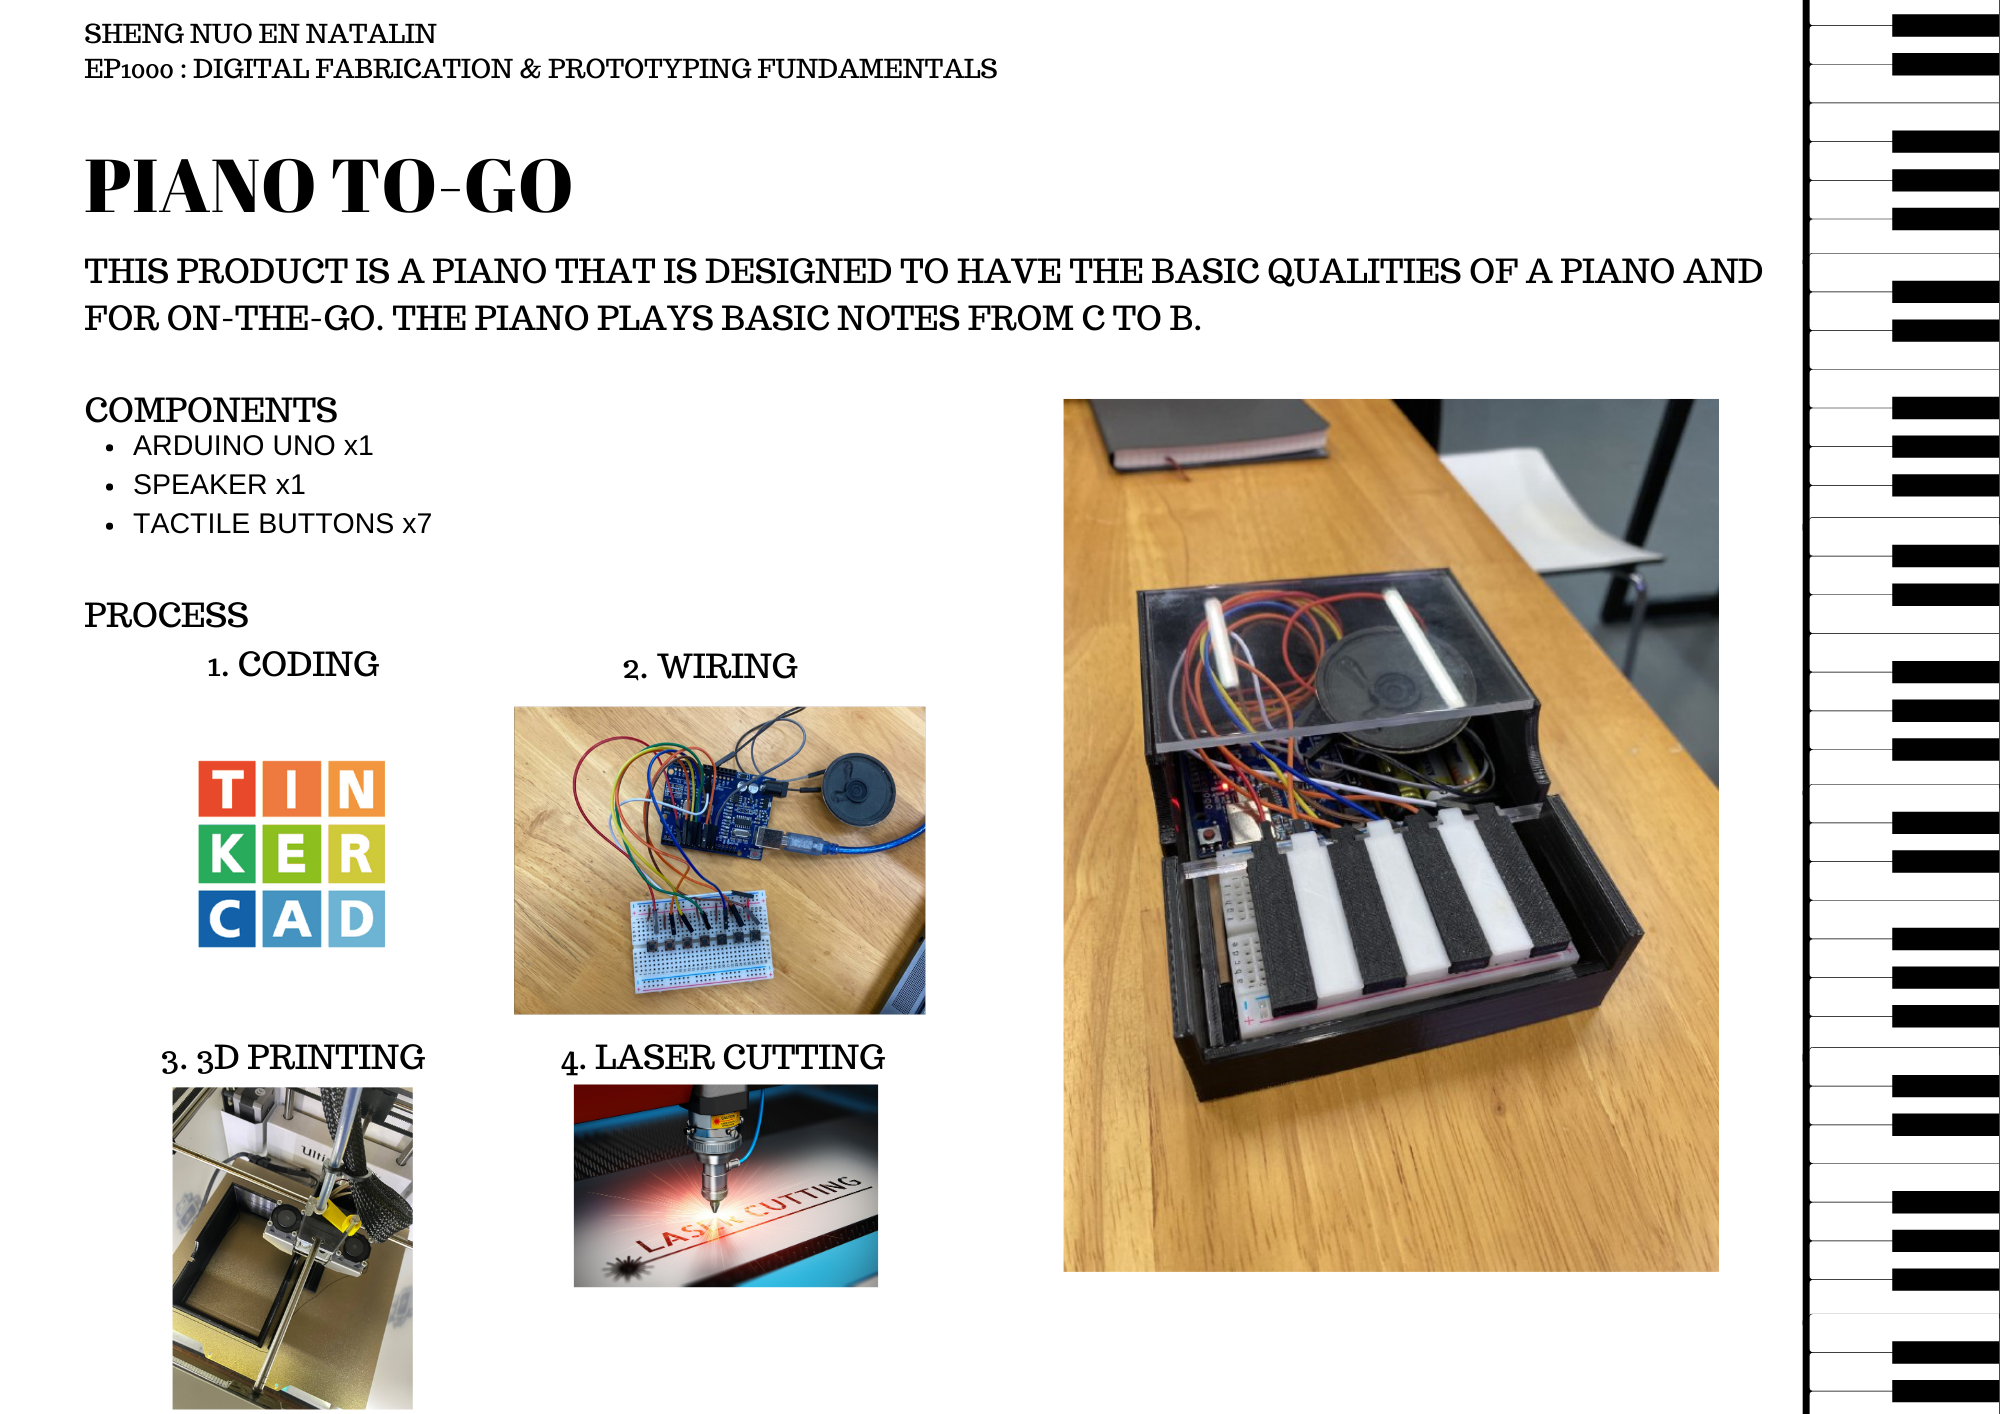 SHENG NUO EN NATALIN
EP1000 : DIGITAL FABRICATION & PROTOTYPING FUNDAMENTALS
PIANO TO-GO
THIS PRODUCT IS A PIANO THAT IS DESIGNED TO HAVE THE BASIC QUALITIES OF A PIANO AND
FOR ON-THE-GO. THE PIANO PLAYS BASIC NOTES FROM C TO B.
COMPONENTS
• ARDUINO UNO x1
• SPEAKER x1
• TACTILE BUTTONS x7
PROCESS
1. CODING
TIN
KER
CAD
2. WIRING
3. 3D PRINTING
Ulti
4. LASER CUTTING
LASER CUTTING